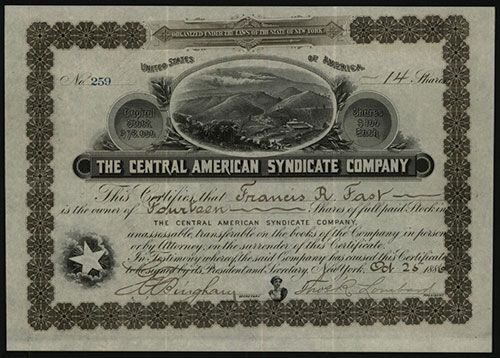 ORGANIZED UNDER THE LAWS OF THE STATE OF NEW YORK.
UNITED STATES OF AMERICA.
No. 259
14 Shares
Capital Stock $75,000.
Shares $100 Each.
THE CENTRAL AMERICAN SYNDICATE COMPANY
This Certifies that Francis R. Fast
is the owner of Fourteen Shares of full paid Stock in
THE CENTRAL AMERICAN SYNDICATE COMPANY,
unassessable, transferable on the books of the Company in person
or by Attorney, on the surrender of this Certificate.
In Testimony whereof, the said Company has caused this Certificate
to be signed by its President and Secretary, New York, Oct 25 188
Bingham
SECRETARY
Lombard
PRESIDENT